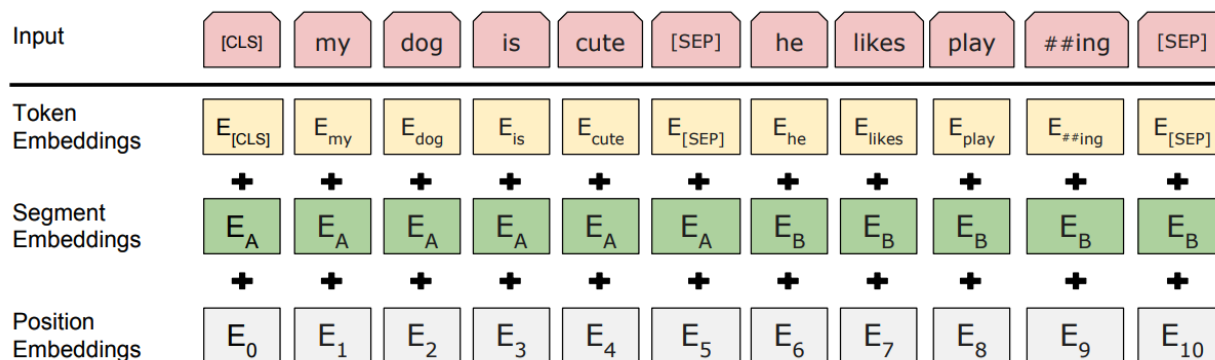 Input [CLS] my dog is cute [SEP] he likes play ##ing [SEP]
Token
Embeddings
E[CLS] Emy Edog Eis Ecute E[SEP] Ehe Elikes Eplay E##ing E[SEP]
+ + + + + + + + + + +
Segment
Embeddings
EA EA EA EA EA EA EB EB EB EB EB
+ + + + + + + + + + +
Position
Embeddings
E0 E1 E2 E3 E4 E5 E6 E7 E8 E9 E10